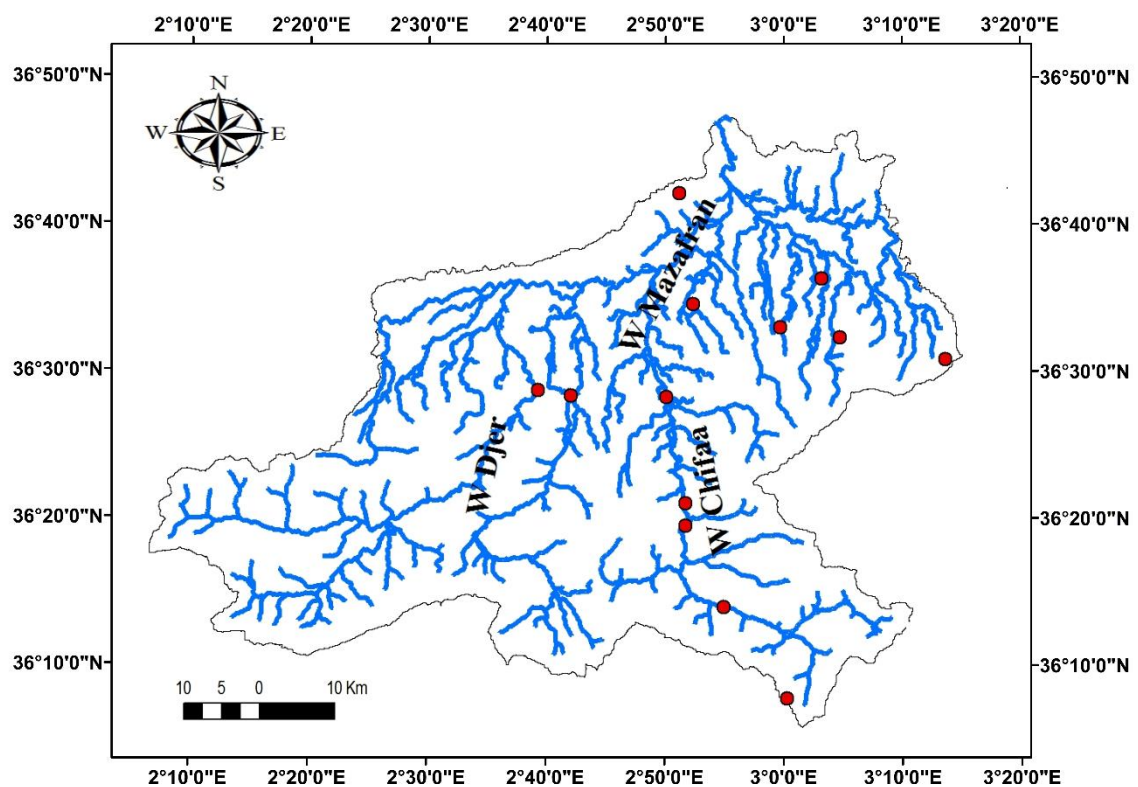 2°10'0"E 2°20'0"E 2°30'0"E 2°40'0"E 2°50'0"E 3°0'0"E 3°10'0"E 3°20'0"E
36°50'0"N 36°50'0"N
N
W E
S
36°40'0"N 36°40'0"N
W Mazafran
36°30'0"N 36°30'0"N
W Djer
W Chifaa
36°20'0"N 36°20'0"N
36°10'0"N 36°10'0"N
10 5 0 10 Km
2°10'0"E 2°20'0"E 2°30'0"E 2°40'0"E 2°50'0"E 3°0'0"E 3°10'0"E 3°20'0"E